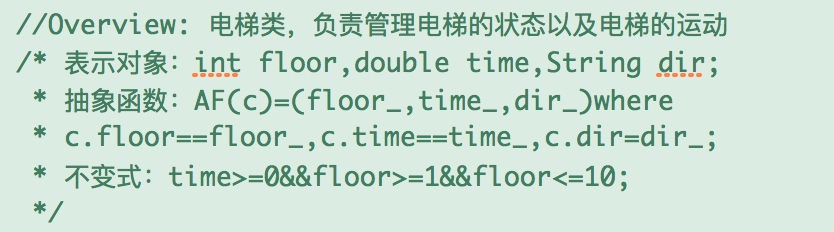 //Overview: 电梯类，负责管理电梯的状态以及电梯的运动
/* 表示对象：int floor,double time,String dir;
* 抽象函数：AF(c)=(floor_,time_,dir_)where
* c.floor==floor_,c.time==time_,c.dir=dir_;
* 不变式：time>=0&&floor>=1&&floor<=10;
*/